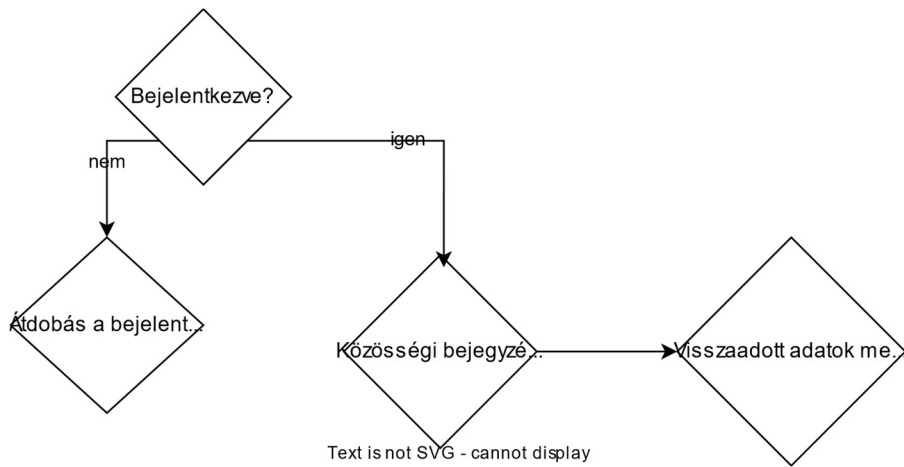 Bejelentkezve?
igen
nem
Átdobás a bejelent...
Közösségi bejegyzé...
Visszaadott adatok me...
Text is not SVG - cannot display